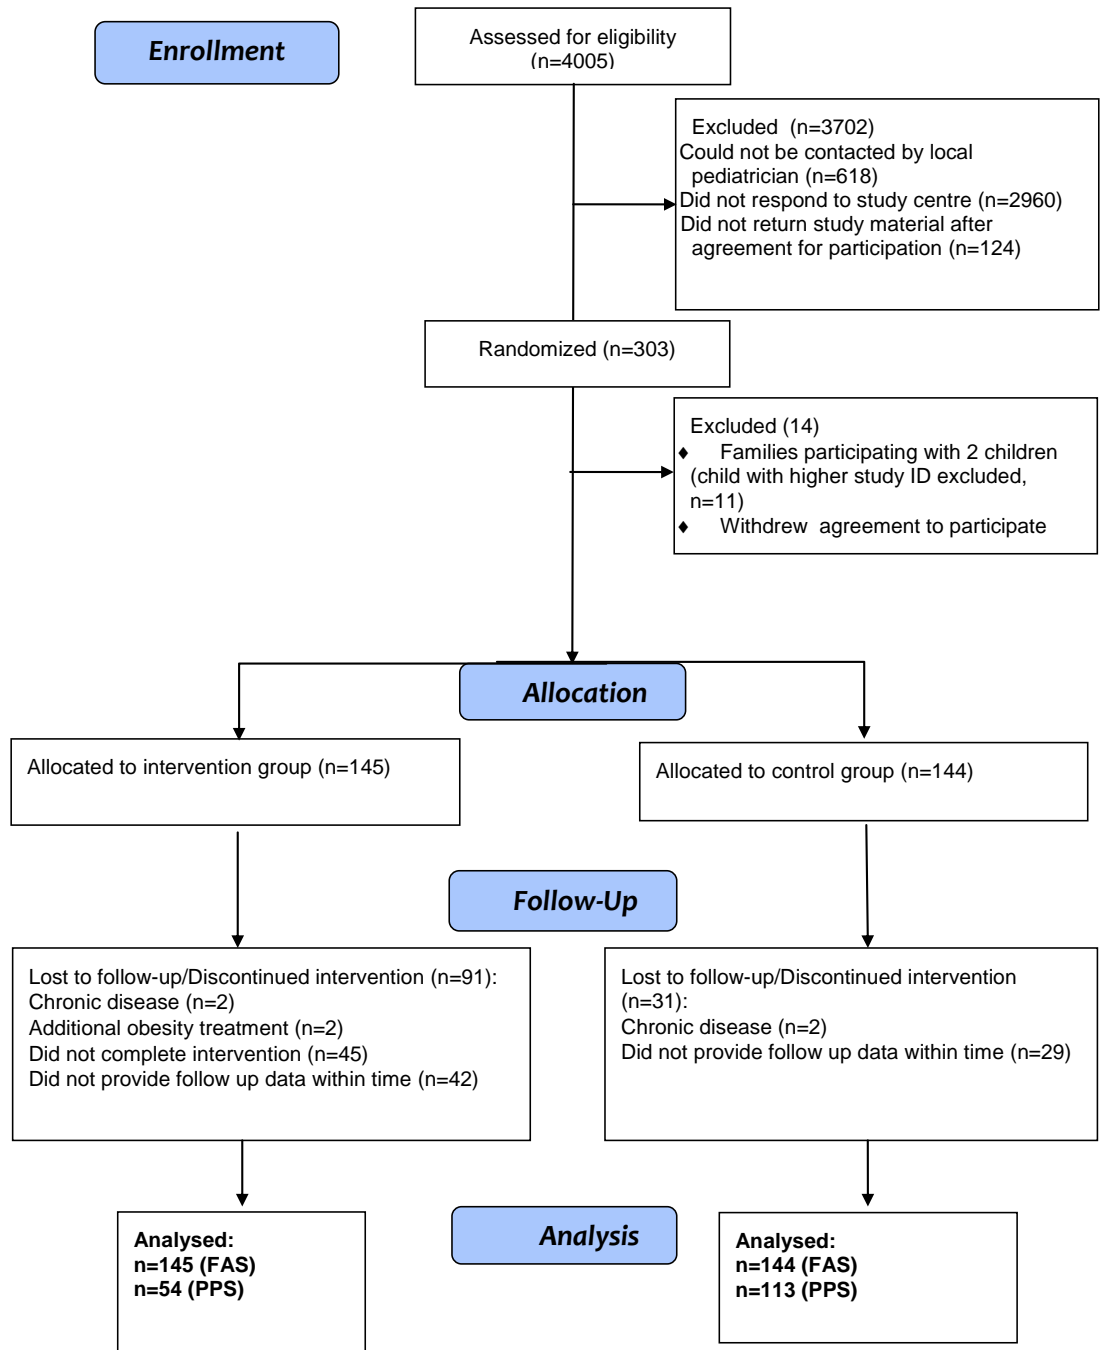 Enrollment
Assessed for eligibility
(n=4005)
Excluded (n=3702)
Could not be contacted by local
pediatrician (n=618)
Did not respond to study centre (n=2960)
Did not return study material after
agreement for participation (n=124)
Randomized (n=303)
Excluded (14)
♦ Families participating with 2 children
(child with higher study ID excluded,
n=11)
♦ Withdrew agreement to participate
Allocation
Allocated to intervention group (n=145)
Allocated to control group (n=144)
Follow-Up
Lost to follow-up/Discontinued intervention (n=91):
Chronic disease (n=2)
Additional obesity treatment (n=2)
Did not complete intervention (n=45)
Did not provide follow up data within time (n=42)
Lost to follow-up/Discontinued intervention
(n=31):
Chronic disease (n=2)
Did not provide follow up data within time (n=29)
Analysis
Analysed:
n=145 (FAS)
n=54 (PPS)
Analysed:
n=144 (FAS)
n=113 (PPS)